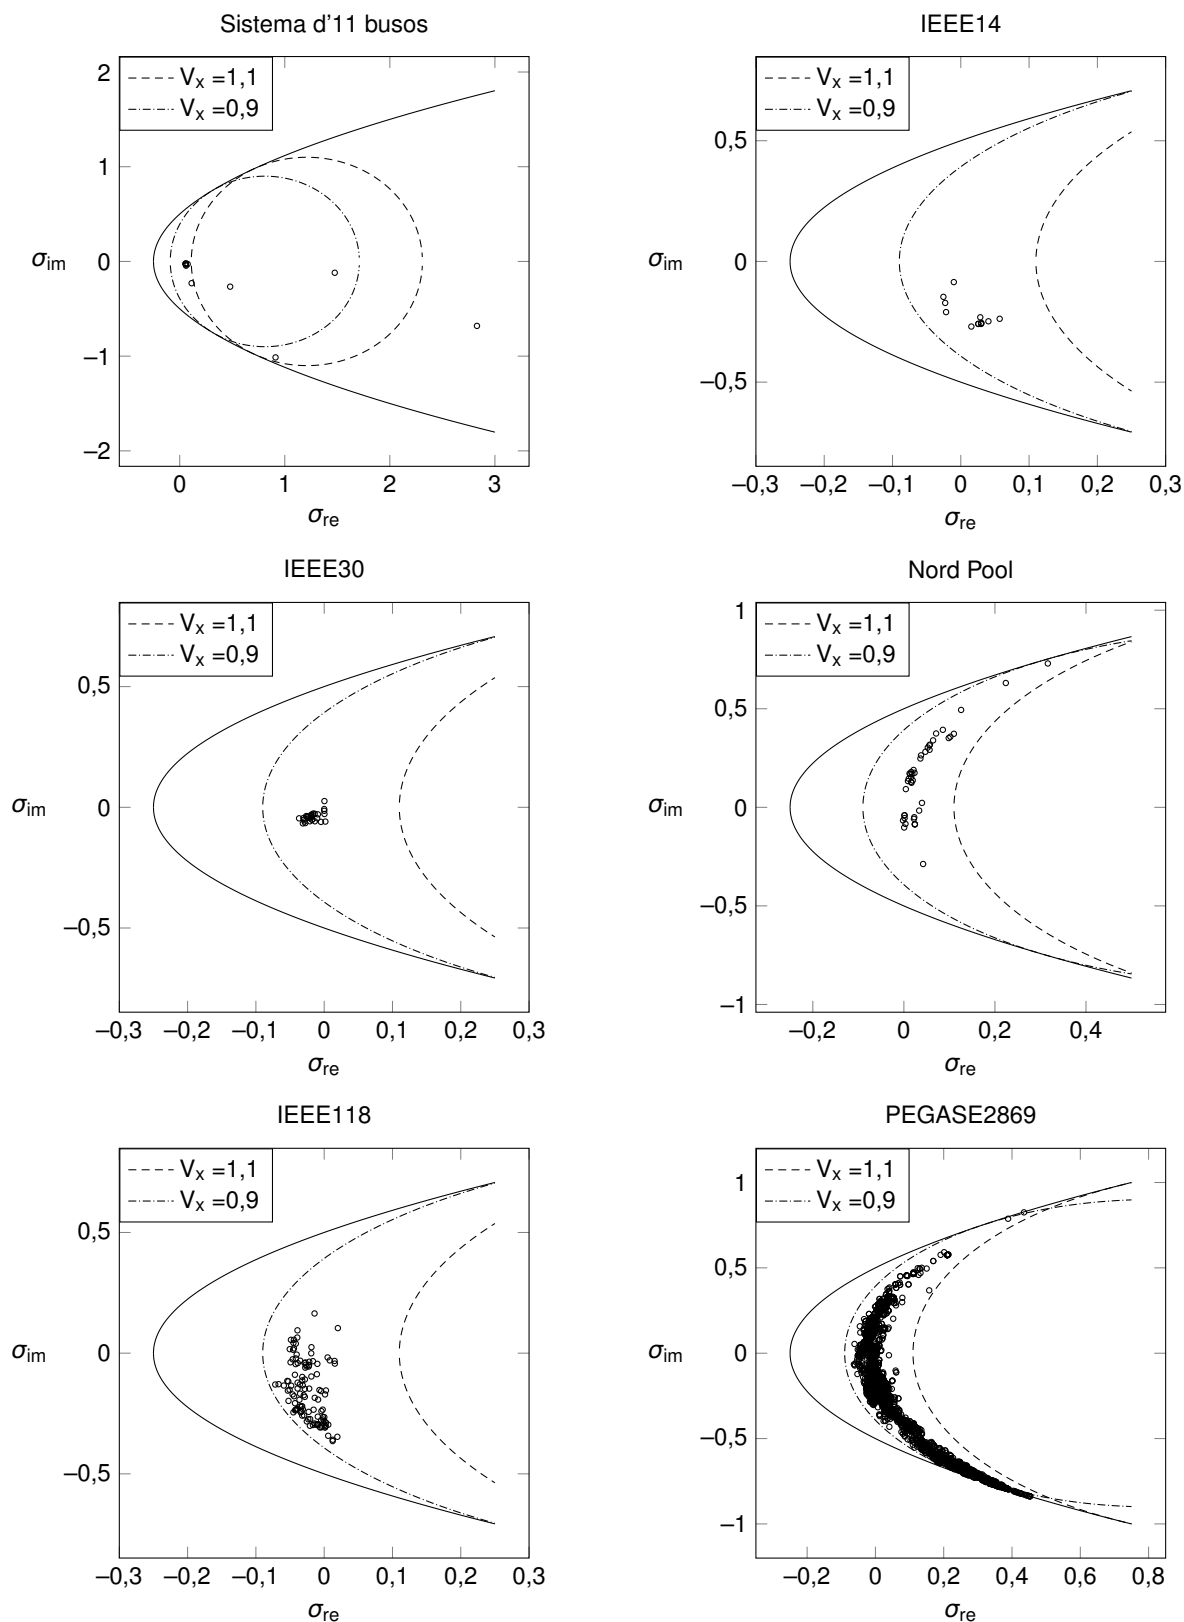 Sistema d'11 busos
V_x =1,1
V_x =0,9
2
1
0
−1
−2
σ_im
0
1
2
3
σ_re
IEEE14
V_x =1,1
V_x =0,9
0,5
0
−0,5
σ_im
−0,3
−0,2
−0,1
0
0,1
0,2
0,3
σ_re
IEEE30
V_x =1,1
V_x =0,9
0,5
0
−0,5
σ_im
−0,3
−0,2
−0,1
0
0,1
0,2
0,3
σ_re
Nord Pool
V_x =1,1
V_x =0,9
1
0,5
0
−0,5
−1
σ_im
−0,2
0
0,2
0,4
σ_re
IEEE118
V_x =1,1
V_x =0,9
0,5
0
−0,5
σ_im
−0,3
−0,2
−0,1
0
0,1
0,2
0,3
σ_re
PEGASE2869
V_x =1,1
V_x =0,9
1
0,5
0
−0,5
−1
σ_im
−0,2
0
0,2
0,4
0,6
0,8
σ_re